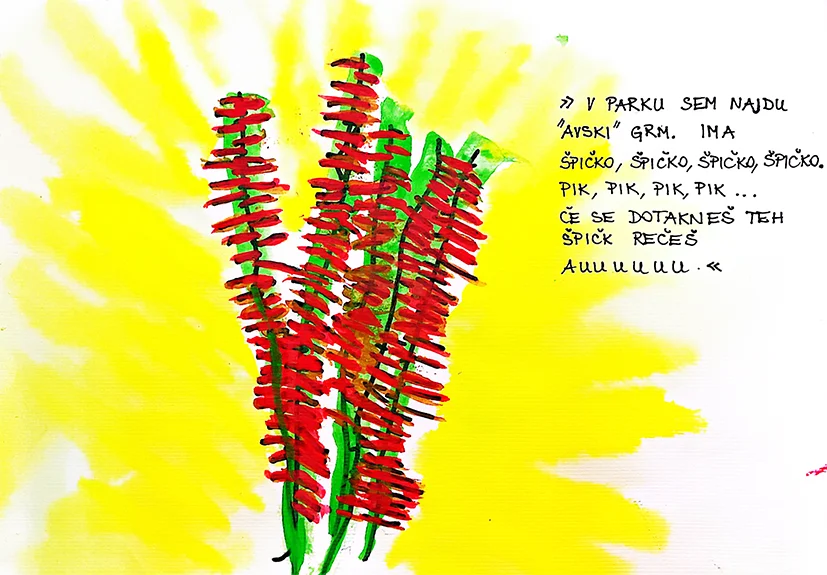 » V PARKU SEM NAJDU
"AVSKI" GRM. IMA
ŠPIČKO, ŠPIČKO, ŠPIČKO, ŠPIČKO.
PIK, PIK, PIK, PIK ...
ČE SE DOTAKNEŠ TEH
ŠPIČK REČEŠ
AUUUUUUU. «